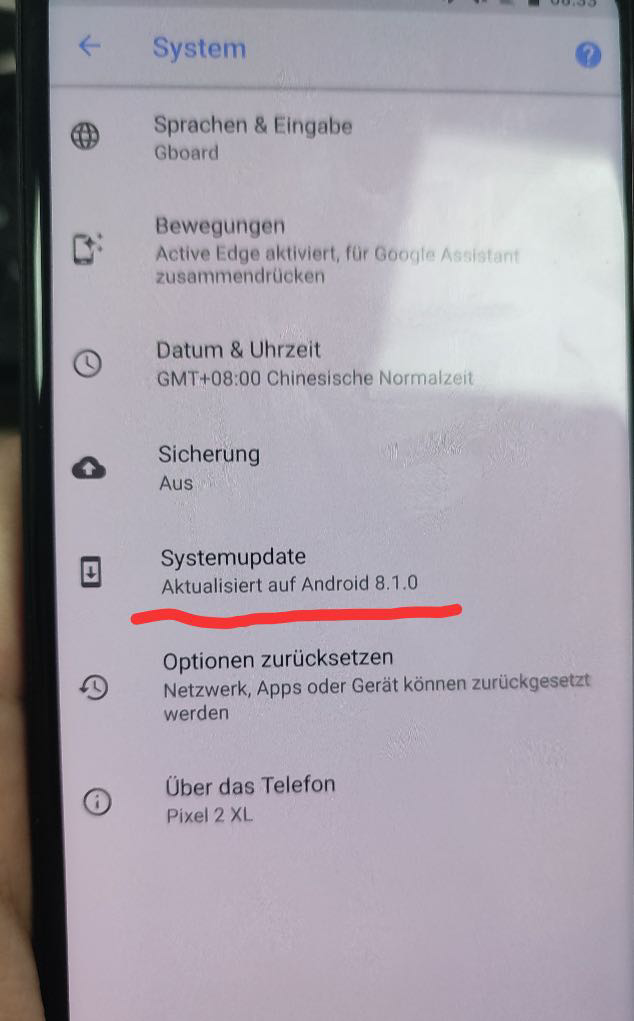 System
Sprachen & Eingabe
Gboard
Bewegungen
Active Edge aktiviert, für Google Assistant
zusammendrücken
Datum & Uhrzeit
GMT+08:00 Chinesische Normalzeit
Sicherung
Aus
Systemupdate
Aktualisiert auf Android 8.1.0
Optionen zurücksetzen
Netzwerk, Apps oder Gerät können zurückgesetzt
werden
Über das Telefon
Pixel 2 XL